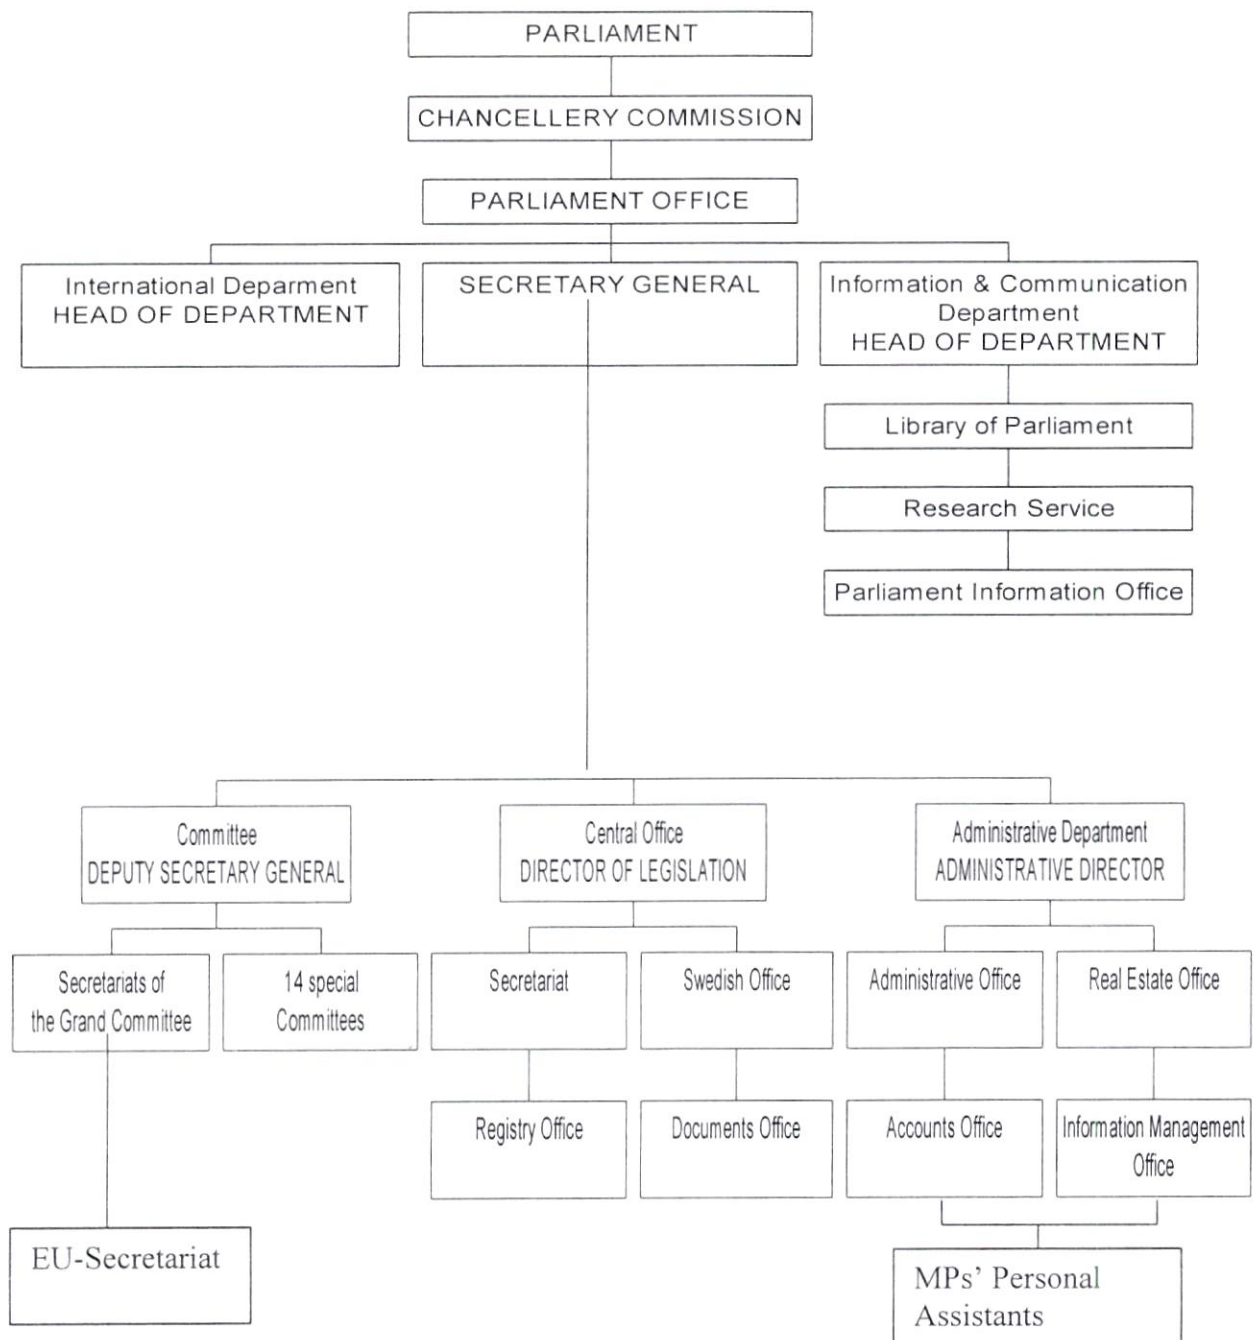 PARLIAMENT
CHANCELLERY COMMISSION
PARLIAMENT OFFICE
International Deparment
HEAD OF DEPARTMENT
SECRETARY GENERAL
Information & Communication
Department
HEAD OF DEPARTMENT
Library of Parliament
Research Service
Parliament Information Office
Committee
DEPUTY SECRETARY GENERAL
Central Office
DIRECTOR OF LEGISLATION
Administrative Department
ADMINISTRATIVE DIRECTOR
Secretariats of
the Grand Committee
14 special
Committees
Secretariat
Swedish Office
Administrative Office
Real Estate Office
Registry Office
Documents Office
Accounts Office
Information Management
Office
EU-Secretariat
MPs' Personal
Assistants